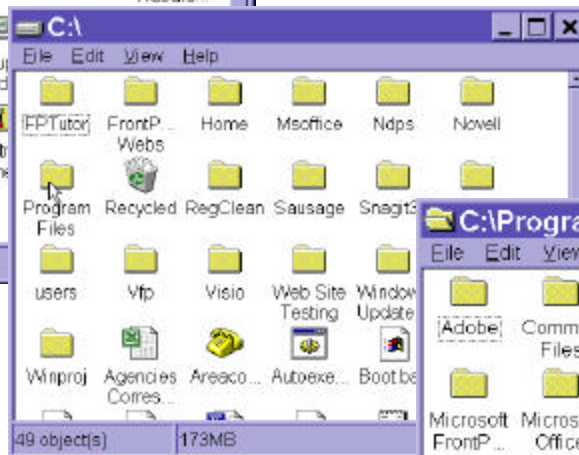 C:\
File Edit View Help
FPTutor FrontP... Home Msoffice Ndps Novell
Webs
Program Recycled RegClean Sausage Snagit3
Files
users Vfp Visio Web Site Window
Testing Update
Winproj Agencies Areaco... Autoexe... Boot.ba
Corres...
49 object(s) 173MB
C:\Progra
File Edit View
Adobe Comm
Files
Microsoft Micros
FrontP... Office